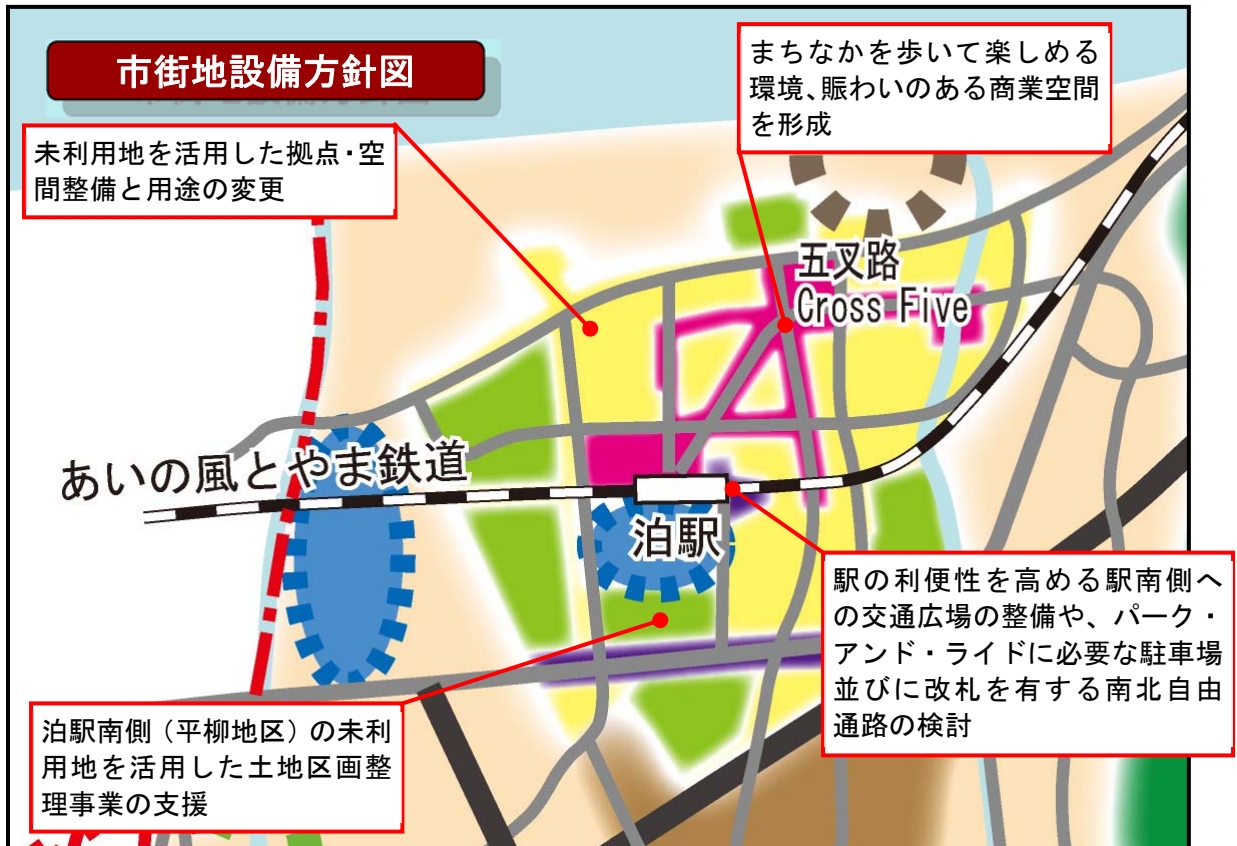 市街地設備方針図
まちなかを歩いて楽しめる
環境、賑わいのある商業空間
を形成
未利用地を活用した拠点・空
間整備と用途の変更
五叉路
Cross Five
あいの風とやま鉄道
泊駅
駅の利便性を高める駅南側へ
の交通広場の整備や、パーク・
アンド・ライドに必要な駐車場
並びに改札を有する南北自由
通路の検討
泊駅南側（平柳地区）の未利
用地を活用した土地区画整
理事業の支援